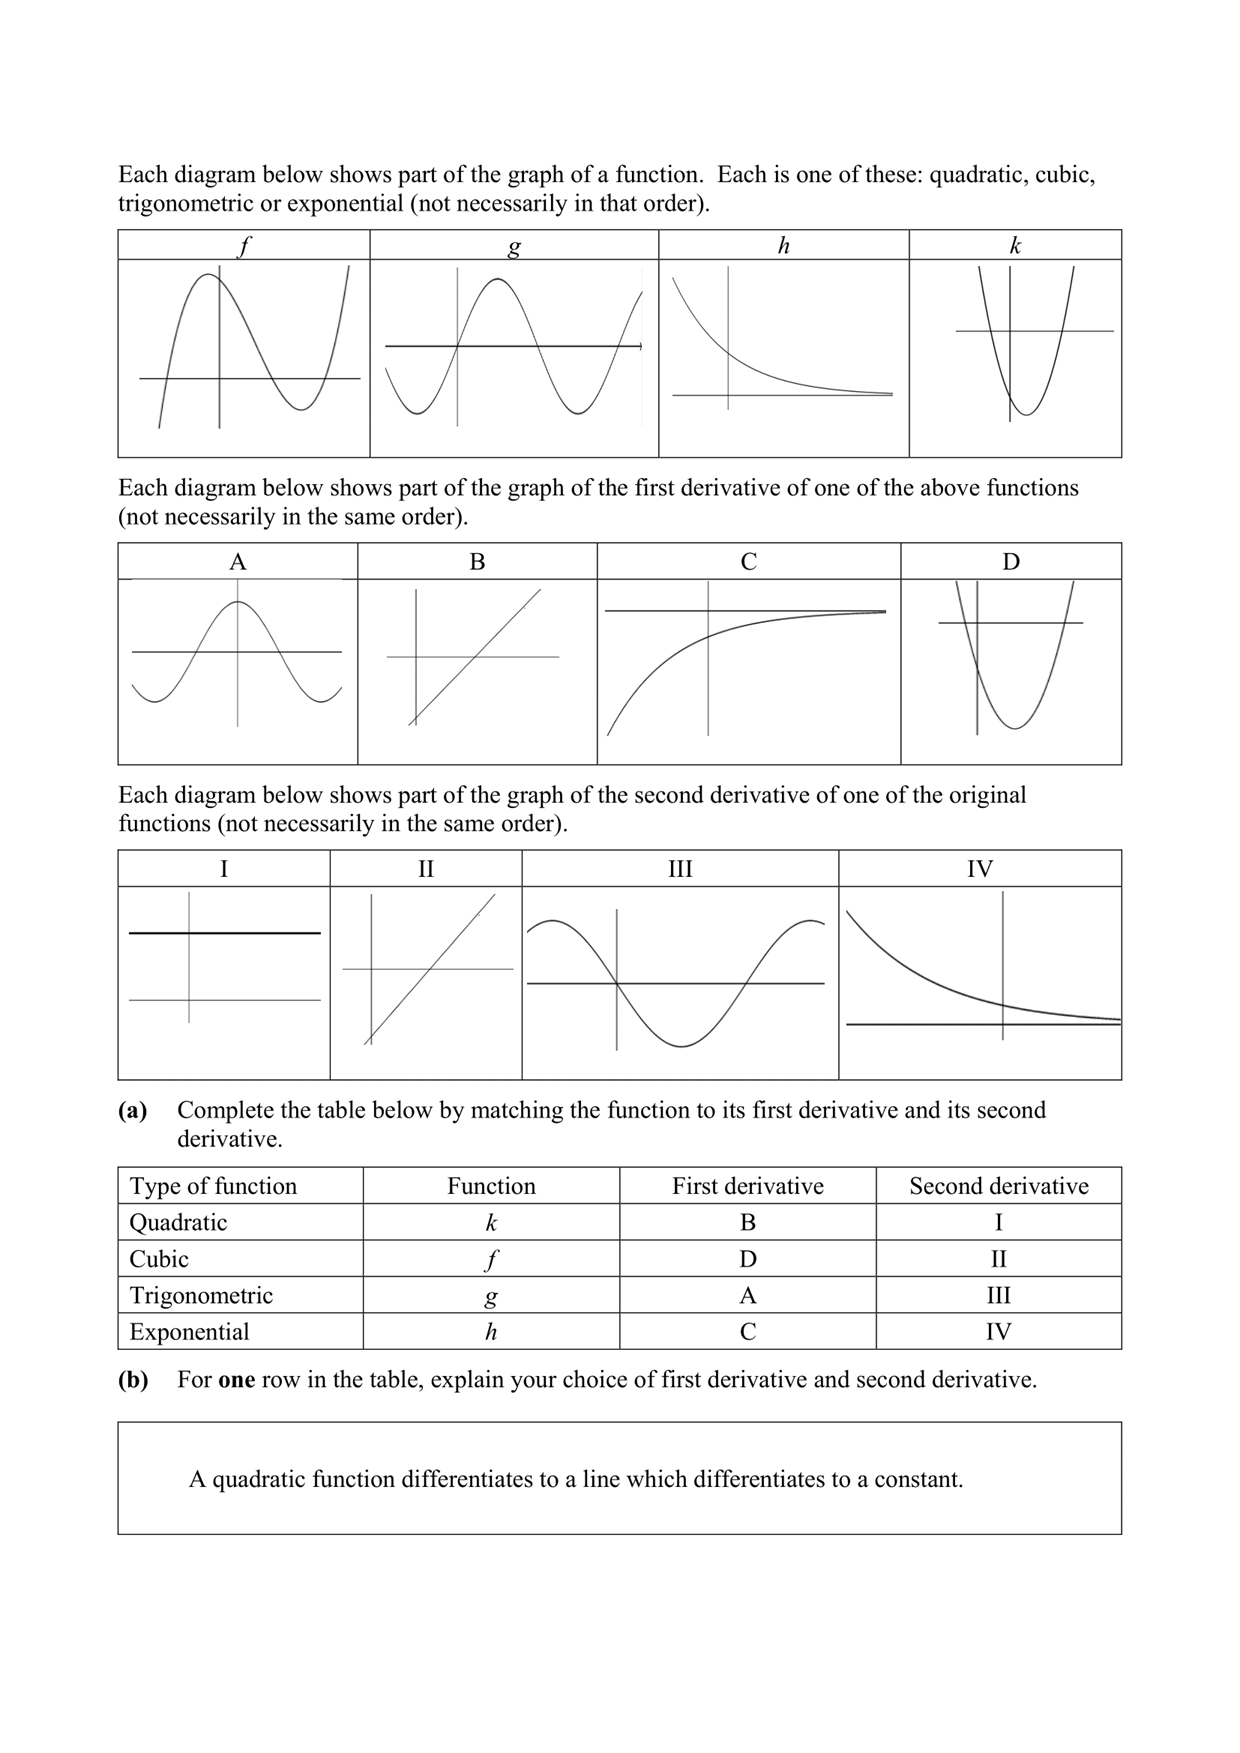 Each diagram below shows part of the graph of a function.  Each is one of these: quadratic, cubic,
trigonometric or exponential (not necessarily in that order).
f g h k
Each diagram below shows part of the graph of the first derivative of one of the above functions
(not necessarily in the same order).
A B C D
Each diagram below shows part of the graph of the second derivative of one of the original
functions (not necessarily in the same order).
I II III IV
(a) Complete the table below by matching the function to its first derivative and its second
derivative.
Type of function Function First derivative Second derivative
Quadratic k B I
Cubic f D II
Trigonometric g A III
Exponential h C IV
(b) For one row in the table, explain your choice of first derivative and second derivative.
A quadratic function differentiates to a line which differentiates to a constant.